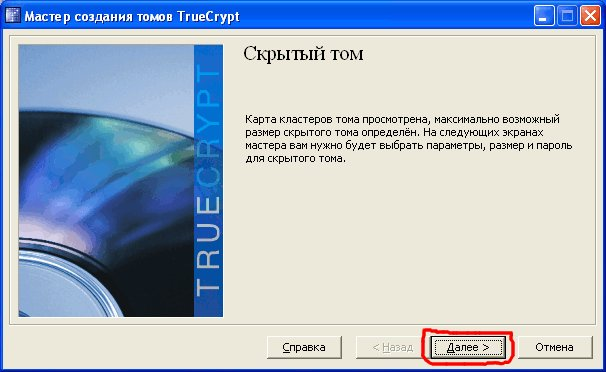 Мастер создания томов TrueCrypt
Скрытый том
Карта кластеров тома просмотрена, максимально возможный
размер скрытого тома определён. На следующих экранах
мастера вам нужно будет выбрать параметры, размер и пароль
для скрытого тома.
TRUECRYPT
Справка
< Назад
Далее >
Отмена